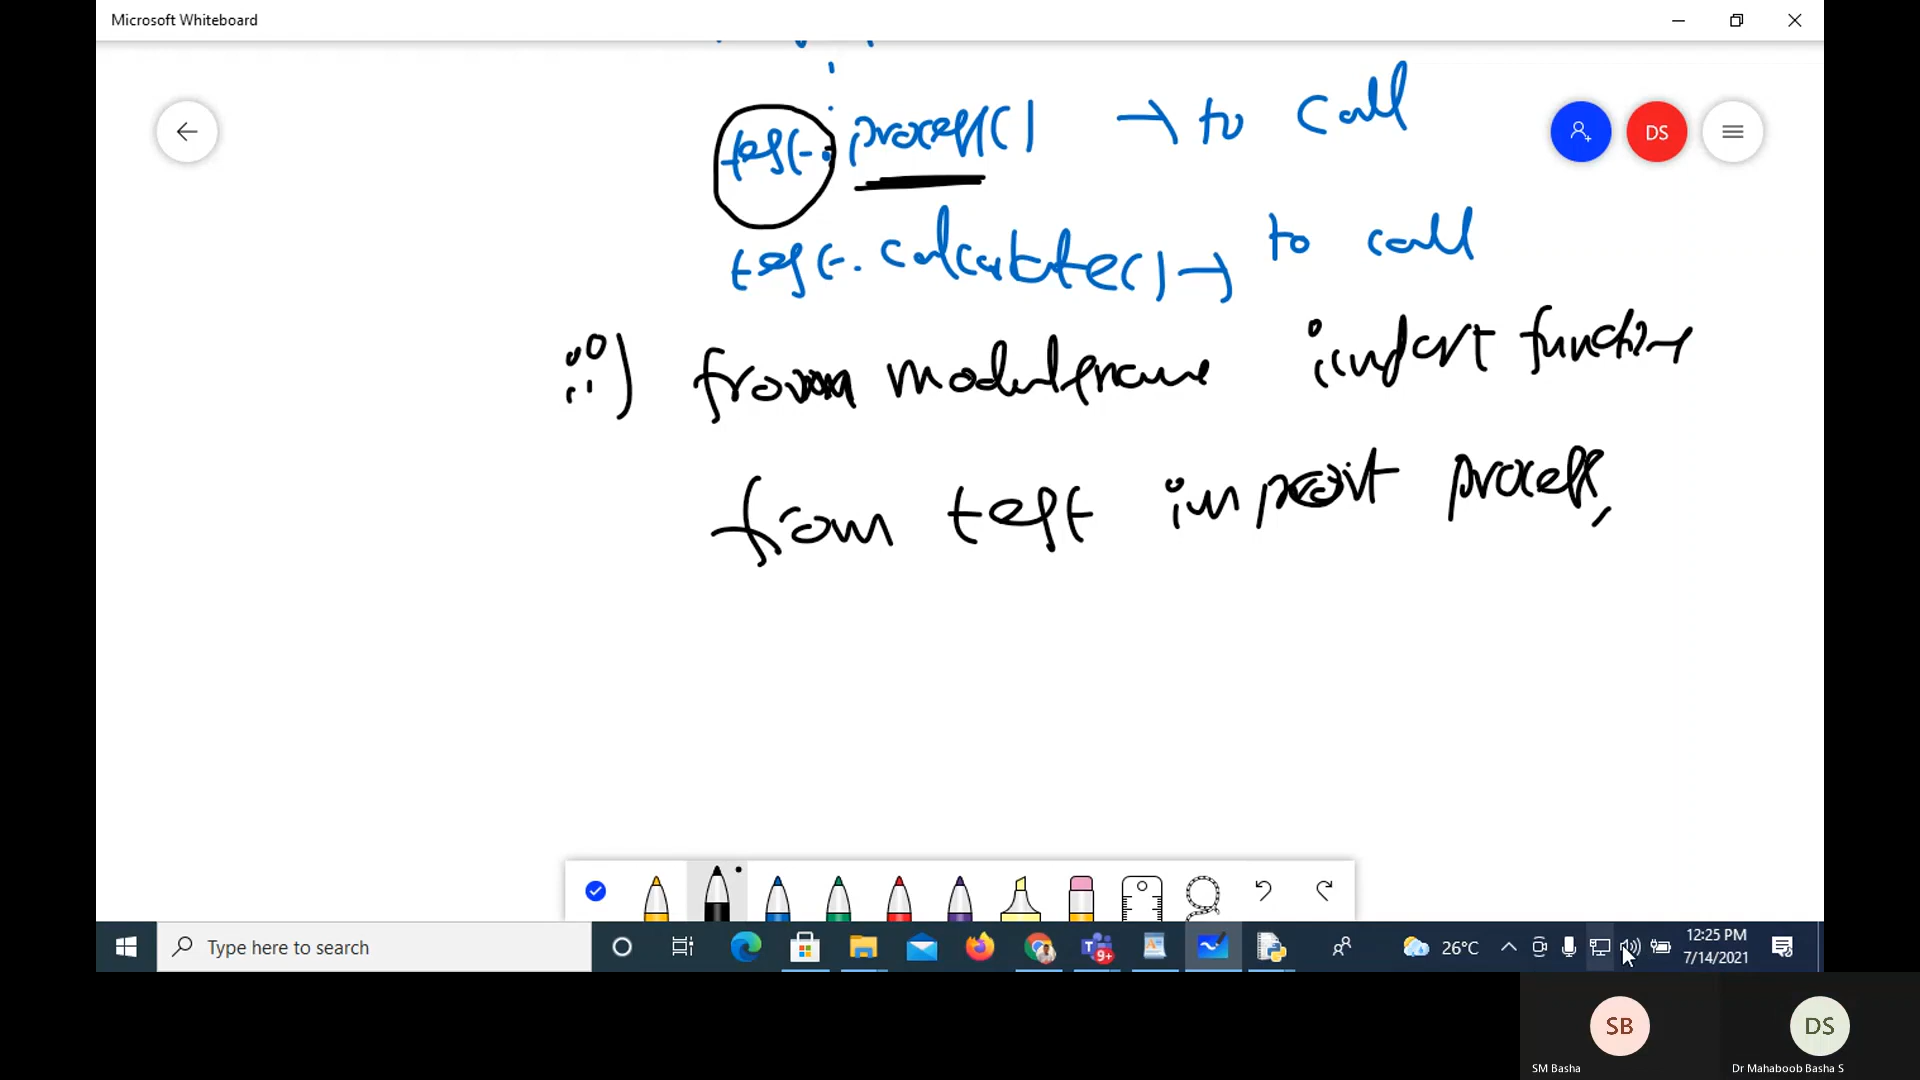 Microsoft Whiteboard
test. process() → to call
test. calculate() → to call
ii) from modulename import function
from test import process,
DS
Type here to search
9+
26°C
12:25 PM
7/14/2021
SB
DS
SM Basha
Dr Mahaboob Basha S